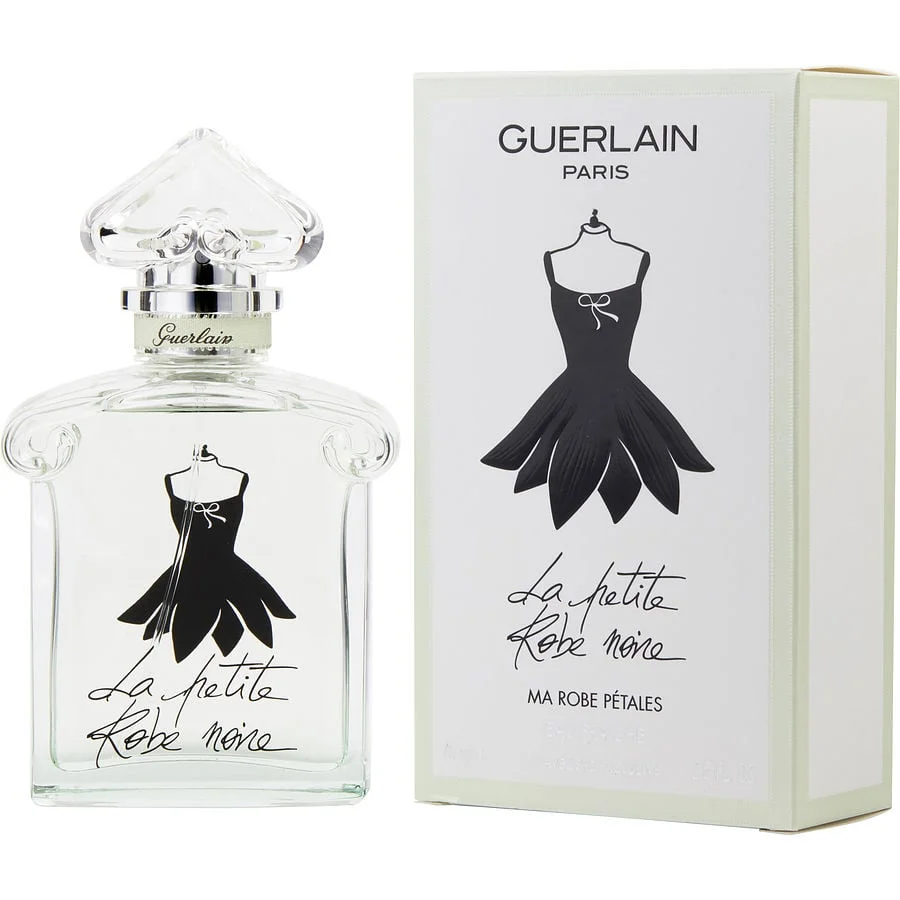 Guerlain
La petite
Robe noire
GUERLAIN
PARIS
La petite
Robe noire
MA ROBE PÉTALES